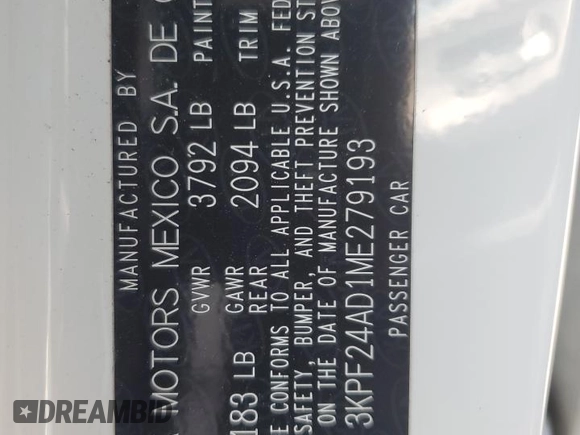 MANUFACTURED BY
MOTORS MEXICO S.A. DE
GVWR 3792 LB PAINT
183 LB GAWR REAR 2094 LB TRIM
CONFORMS TO ALL APPLICABLE U.S.A. FED
SAFETY, BUMPER, AND THEFT PREVENTION ST
ON THE DATE OF MANUFACTURE SHOWN ABOV
3KPF24AD1ME279193
PASSENGER CAR
DREAMBID